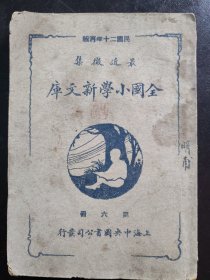 民國二十年再版
最近徵集
全國小學新文庫
第六冊
上海中央圖書公司發行